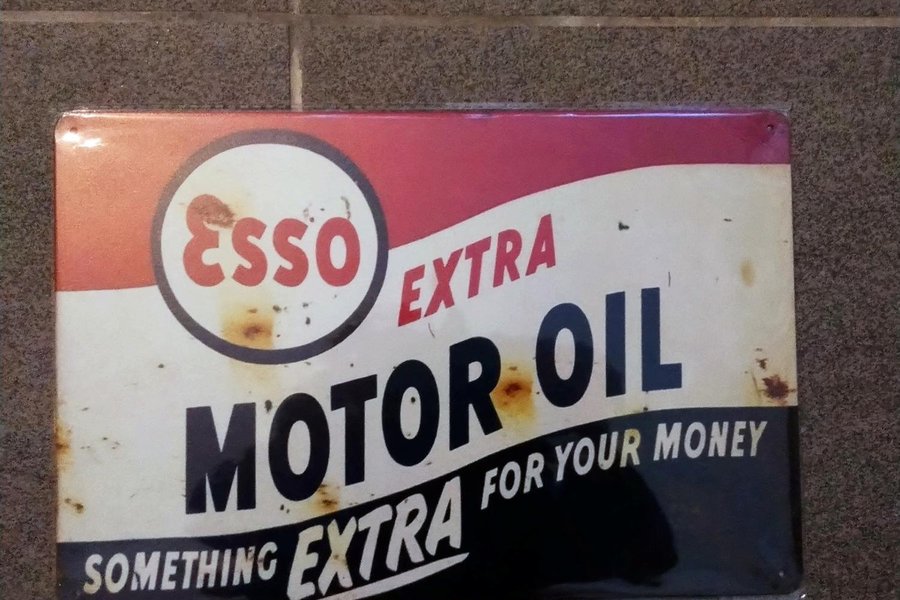 Esso
EXTRA
MOTOR OIL
SOMETHING EXTRA FOR YOUR MONEY